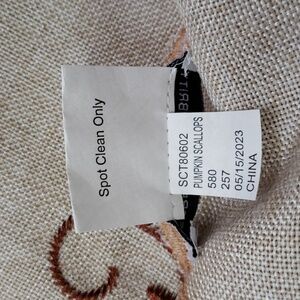 Spot Clean Only
SCT80602
PUMPKIN SCALLOPS
580
257
05/15/2023
CHINA